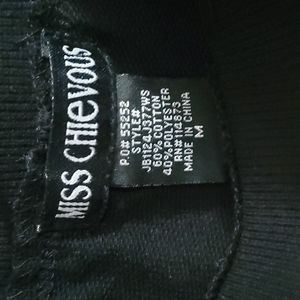 MISS CHIEVOUS
P.O# 55252
STYLE#
JB1124J377WS
60%COTTON
40%POLYESTER
RN#114873
MADE IN CHINA
M